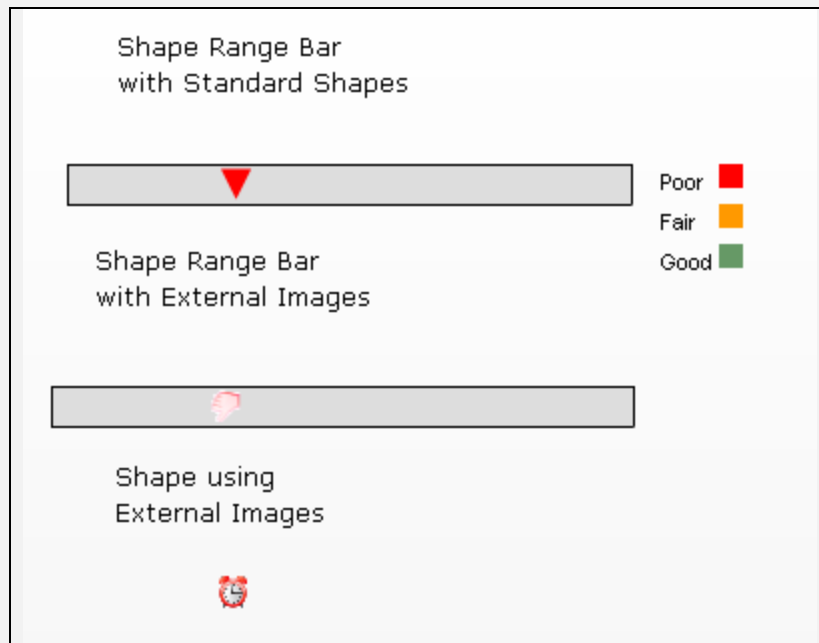 Shape Range Bar
with Standard Shapes
Poor
Fair
Good
Shape Range Bar
with External Images
Shape using
External Images